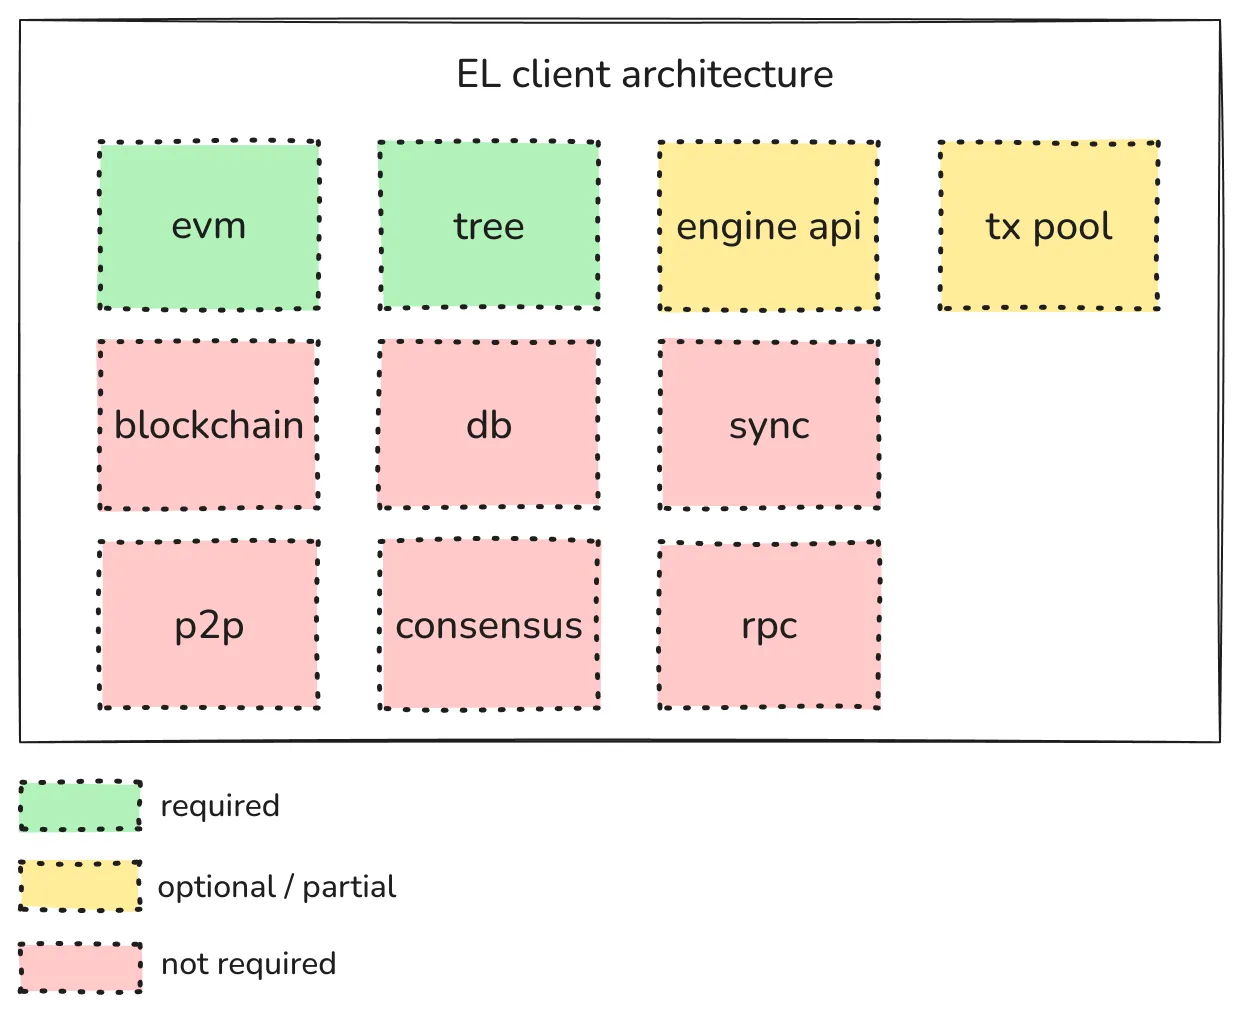 EL client architecture
evm
tree
engine api
tx pool
blockchain
db
sync
p2p
consensus
rpc
required
optional / partial
not required